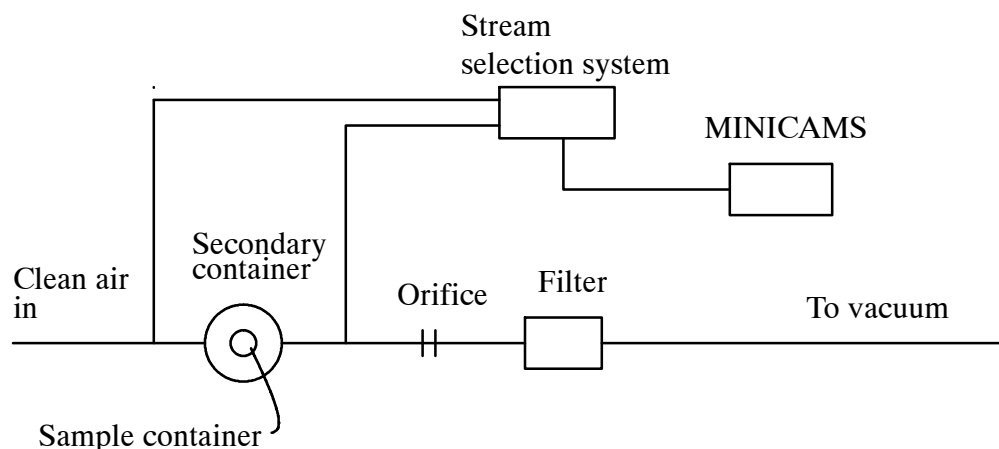 Stream
selection system
MINICAMS
Secondary
container
Clean air
in
Orifice
Filter
To vacuum
Sample container